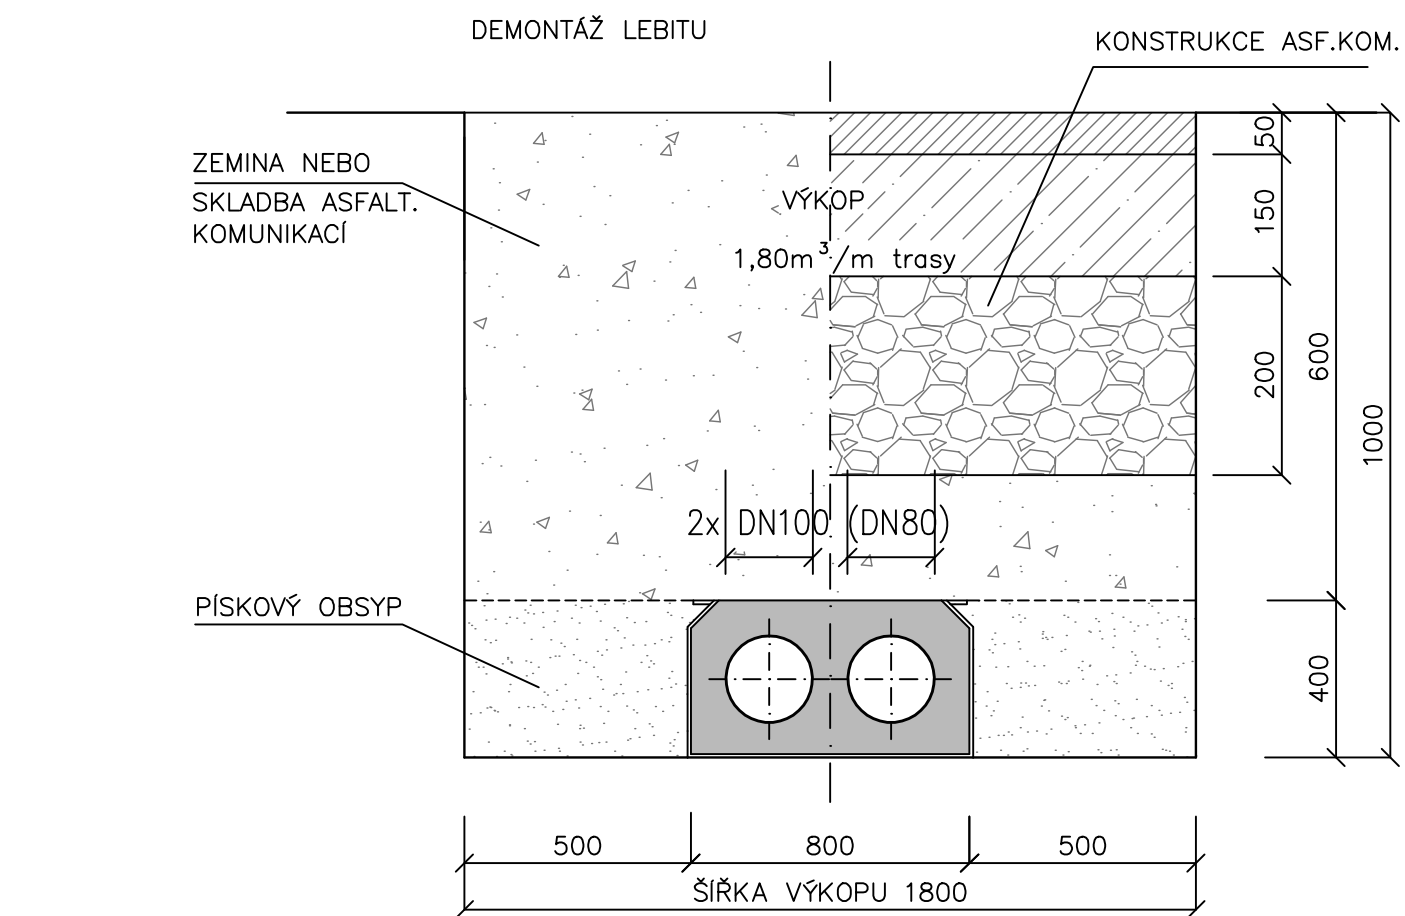 DEMONTÁŽ LEBITU
KONSTRUKCE ASF.KOM.
ZEMINA NEBO
SKLADBA ASFALT.
KOMUNIKACÍ
VÝKOP
1,80m³/m trasy
50
150
200
600
1000
2x DN100 (DN80)
PÍSKOVÝ OBSYP
400
500
800
500
ŠÍŘKA VÝKOPU 1800